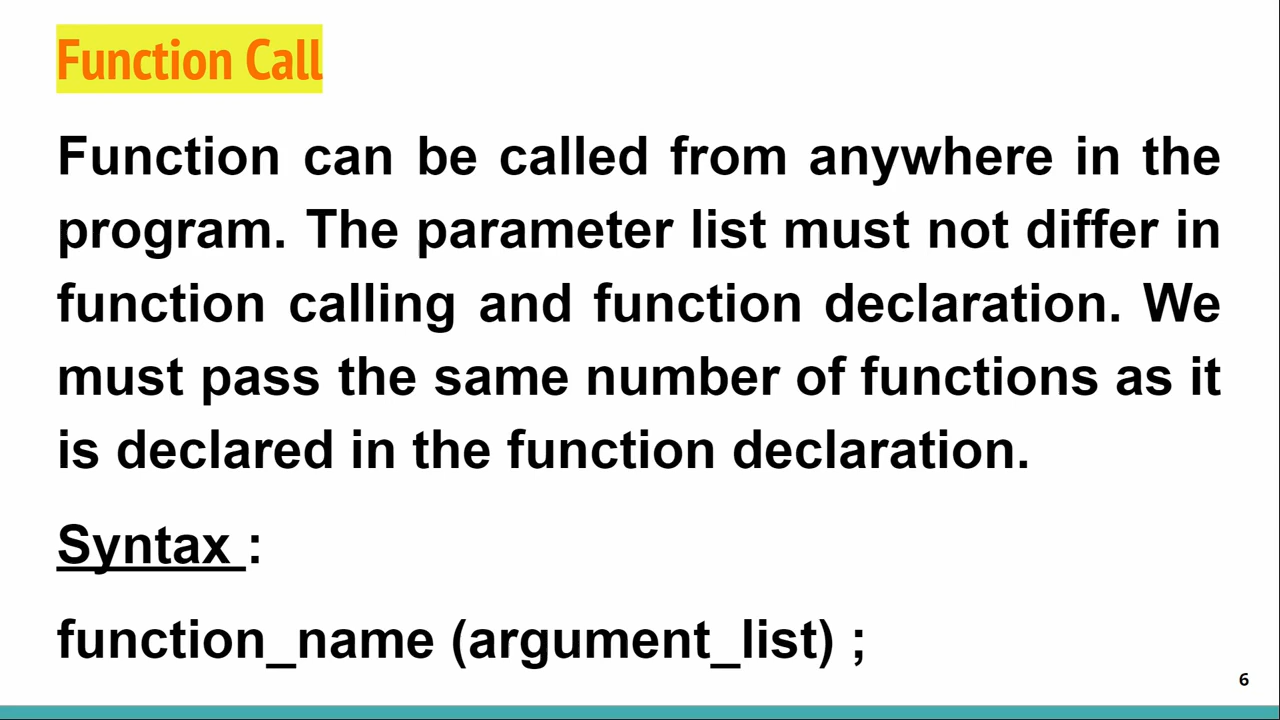 Function Call
Function can be called from anywhere in the
program. The parameter list must not differ in
function calling and function declaration. We
must pass the same number of functions as it
is declared in the function declaration.
Syntax :
function_name (argument_list) ;
6